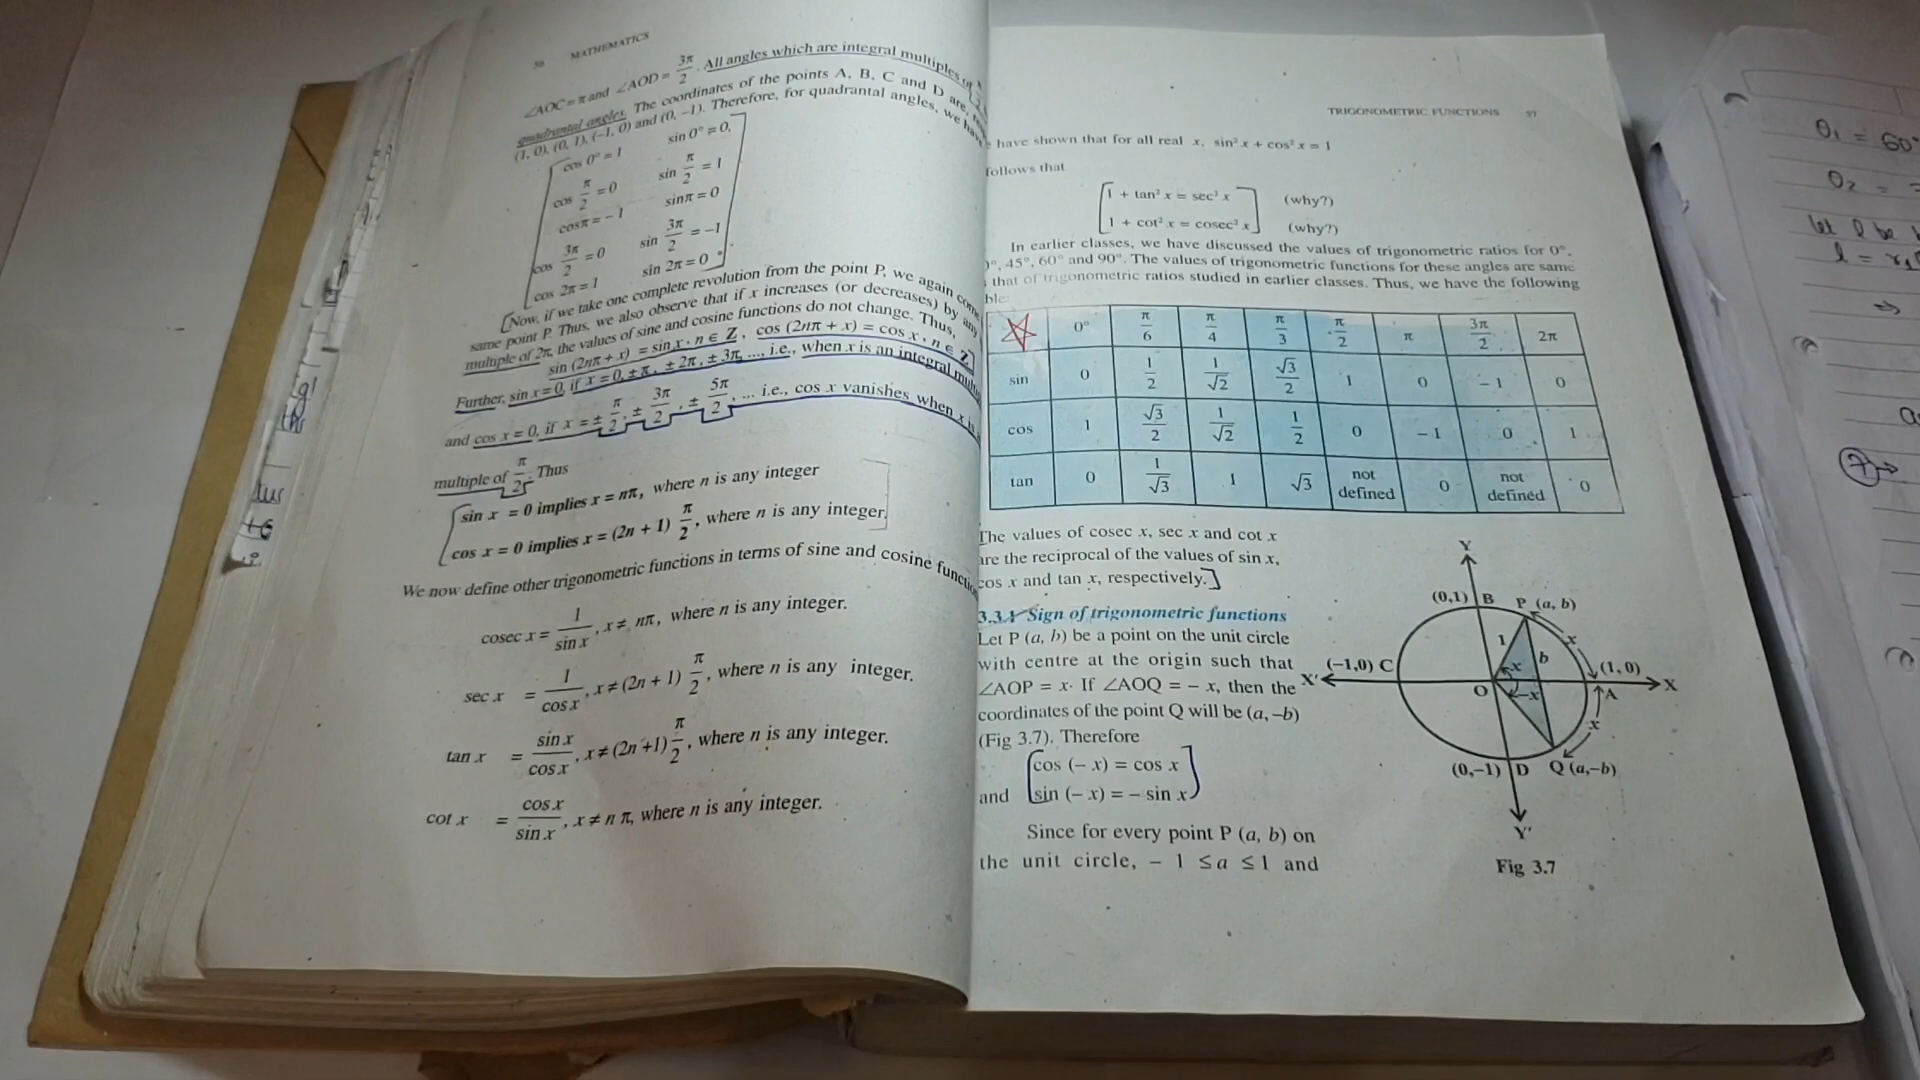 56 MATHEMATICS
∠AOC = π and ∠AOD = 3π/2. All angles which are integral multiples of
quadrantal angles. The coordinates of the points A, B, C and D are,
(1, 0), (0, 1), (–1, 0) and (0, –1). Therefore, for quadrantal angles, we have
cos 0° = 1 sin 0° = 0,
cos π/2 = 0 sin π/2 = 1
cosπ = – 1 sinπ = 0
cos 3π/2 = 0 sin 3π/2 = –1
cos 2π = 1 sin 2π = 0
Now, if we take one complete revolution from the point P, we again come
same point P. Thus, we also observe that if x increases (or decreases) by any
multiple of 2π, the values of sine and cosine functions do not change. Thus,
sin (2nπ + x) = sin x, n ∈ Z, cos (2nπ + x) = cos x, n ∈ Z
Further, sin x = 0, if x = 0, ± π, ± 2π, ± 3π, ..., i.e., when x is an integral
and cos x = 0, if x = ± π/2, ± 3π/2, ± 5π/2, ... i.e., cos x vanishes when x is
multiple of π/2. Thus
sin x = 0 implies x = nπ, where n is any integer
cos x = 0 implies x = (2n + 1) π/2, where n is any integer.
We now define other trigonometric functions in terms of sine and cosine
cosec x = 1/sin x, x ≠ nπ, where n is any integer.
sec x = 1/cos x, x ≠ (2n + 1) π/2, where n is any integer.
tan x = sin x/cos x, x ≠ (2n +1) π/2, where n is any integer.
cot x = cos x/sin x, x ≠ n π, where n is any integer.
TRIGONOMETRIC FUNCTIONS 57
have shown that for all real x, sin² x + cos² x = 1
follows that
1 + tan² x = sec² x (why?)
1 + cot² x = cosec² x (why?)
In earlier classes, we have discussed the values of trigonometric ratios for 0°,
45°, 60° and 90°. The values of trigonometric functions for these angles are same
that of trigonometric ratios studied in earlier classes. Thus, we have the following
0° π/6 π/4 π/3 π/2 π 3π/2 2π
sin 0 1/2 1/√2 √3/2 1 0 – 1 0
cos 1 √3/2 1/√2 1/2 0 – 1 0 1
tan 0 1/√3 1 √3 not defined 0 not defined 0
The values of cosec x, sec x and cot x
are the reciprocal of the values of sin x,
cos x and tan x, respectively.
3.3.1 Sign of trigonometric functions
Let P (a, b) be a point on the unit circle
with centre at the origin such that
∠AOP = x. If ∠AOQ = – x, then the
coordinates of the point Q will be (a, –b)
(Fig 3.7). Therefore
cos (– x) = cos x
and sin (– x) = – sin x
Since for every point P (a, b) on
the unit circle, – 1 ≤ a ≤ 1 and
Y
(0,1) B P (a, b)
1 b x
(–1,0) C x (1, 0)
X' O –x A X
x
(0,–1) D Q (a,–b)
Y'
Fig 3.7
θ₁ = 60°
θ₂ =
let l be
l = r₁
⇒
7 →